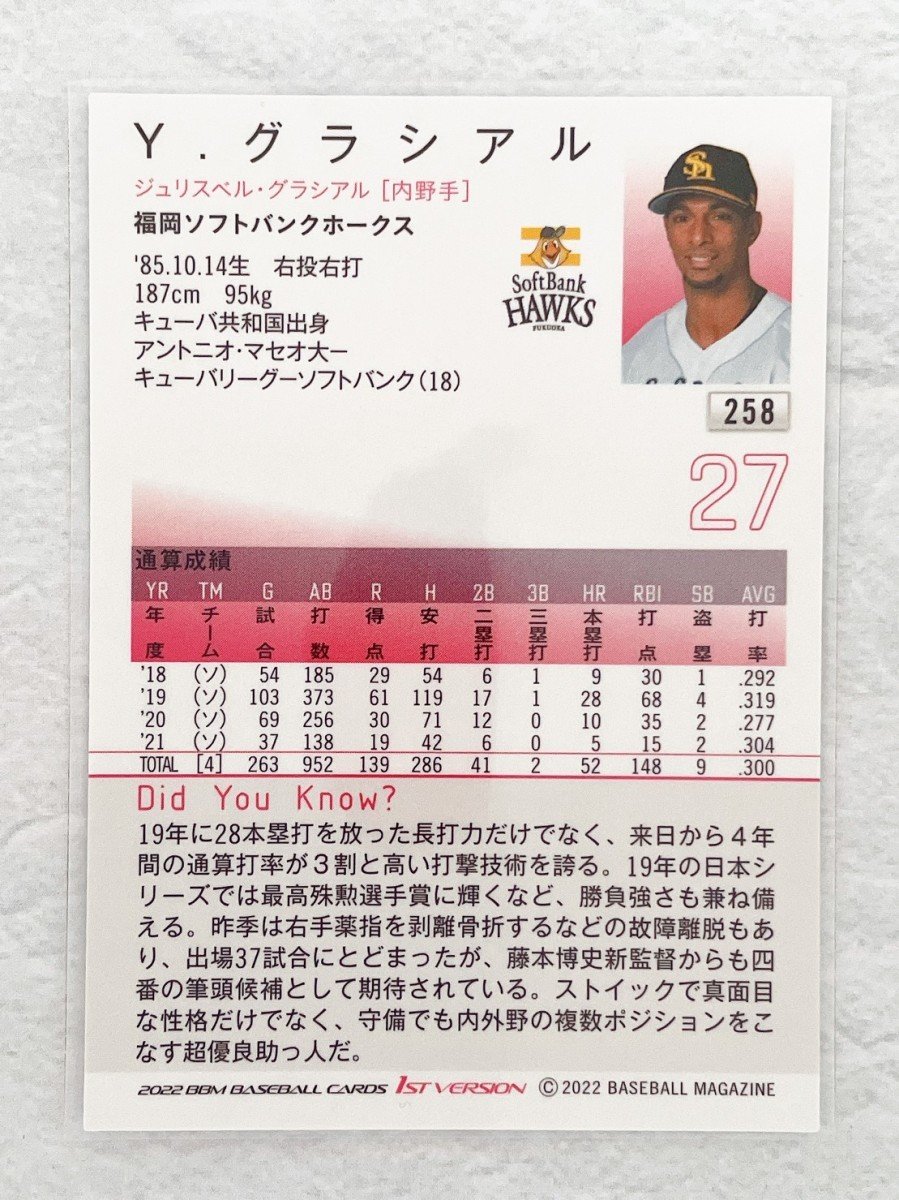 Y.グラシアル
ジュリスベル・グラシアル [内野手]
福岡ソフトバンクホークス
'85.10.14生　右投右打
187cm　95kg
キューバ共和国出身
アントニオ・マセオ大ー
キューバリーグーソフトバンク(18)
SH
SoftBank
HAWKS
FUKUOKA
258
27
通算成績
YR TM G AB R H 2B 3B HR RBI SB AVG
年度 チーム 試合 打数 得点 安打 二塁打 三塁打 本塁打 打点 盗塁 打率
'18 (ソ) 54 185 29 54 6 1 9 30 1 .292
'19 (ソ) 103 373 61 119 17 1 28 68 4 .319
'20 (ソ) 69 256 30 71 12 0 10 35 2 .277
'21 (ソ) 37 138 19 42 6 0 5 15 2 .304
TOTAL [4] 263 952 139 286 41 2 52 148 9 .300
Did You Know?
19年に28本塁打を放った長打力だけでなく、来日から4年
間の通算打率が3割と高い打撃技術を誇る。19年の日本シ
リーズでは最高殊勲選手賞に輝くなど、勝負強さも兼ね備
える。昨季は右手薬指を剥離骨折するなどの故障離脱もあ
り、出場37試合にとどまったが、藤本博史新監督からも四
番の筆頭候補として期待されている。ストイックで真面目
な性格だけでなく、守備でも内外野の複数ポジションをこ
なす超優良助っ人だ。
2022 BBM BASEBALL CARDS 1ST VERSION ©2022 BASEBALL MAGAZINE